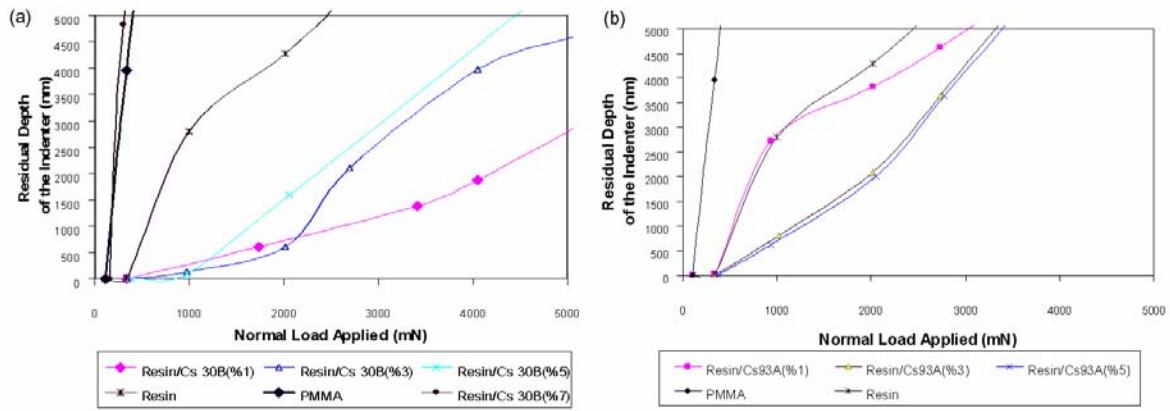 (a)
5000
4500
4000
3500
3000
2500
2000
1500
1000
500
0
Residual Depth
of the Indenter (nm)
0 1000 2000 3000 4000 5000
Normal Load Applied (mN)
Resin/Cs 30B(%1) Resin/Cs 30B(%3) Resin/Cs 30B(%5)
Resin PMMA Resin/Cs 30B(%7)
(b)
5000
4500
4000
3500
3000
2500
2000
1500
1000
500
0
Residual Depth
of the Indenter (nm)
0 1000 2000 3000 4000 5000
Normal Load Applied (mN)
Resin/Cs93A(%1) Resin/Cs93A(%3) Resin/Cs93A(%5)
PMMA Resin